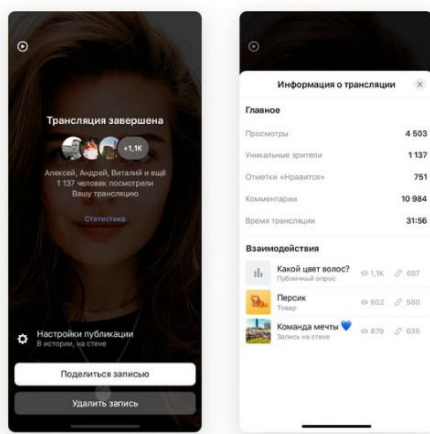 Трансляция завершена
+1,1K
Алексей, Андрей, Виталий и ещё
1 137 человек посмотрели
Вашу трансляцию
Статистика
Настройки публикации
В истории, на стене
Поделиться записью
Удалить запись
Информация о трансляции
Главное
Просмотры 4 503
Уникальные зрители 1 137
Отметки «Нравится» 751
Комментарии 10 984
Время трансляции 31:56
Взаимодействия
Какой цвет волос? 1,1K 687
Публичный опрос
Персик 602 560
Товар
Команда мечты 💙 879 635
Запись на стене